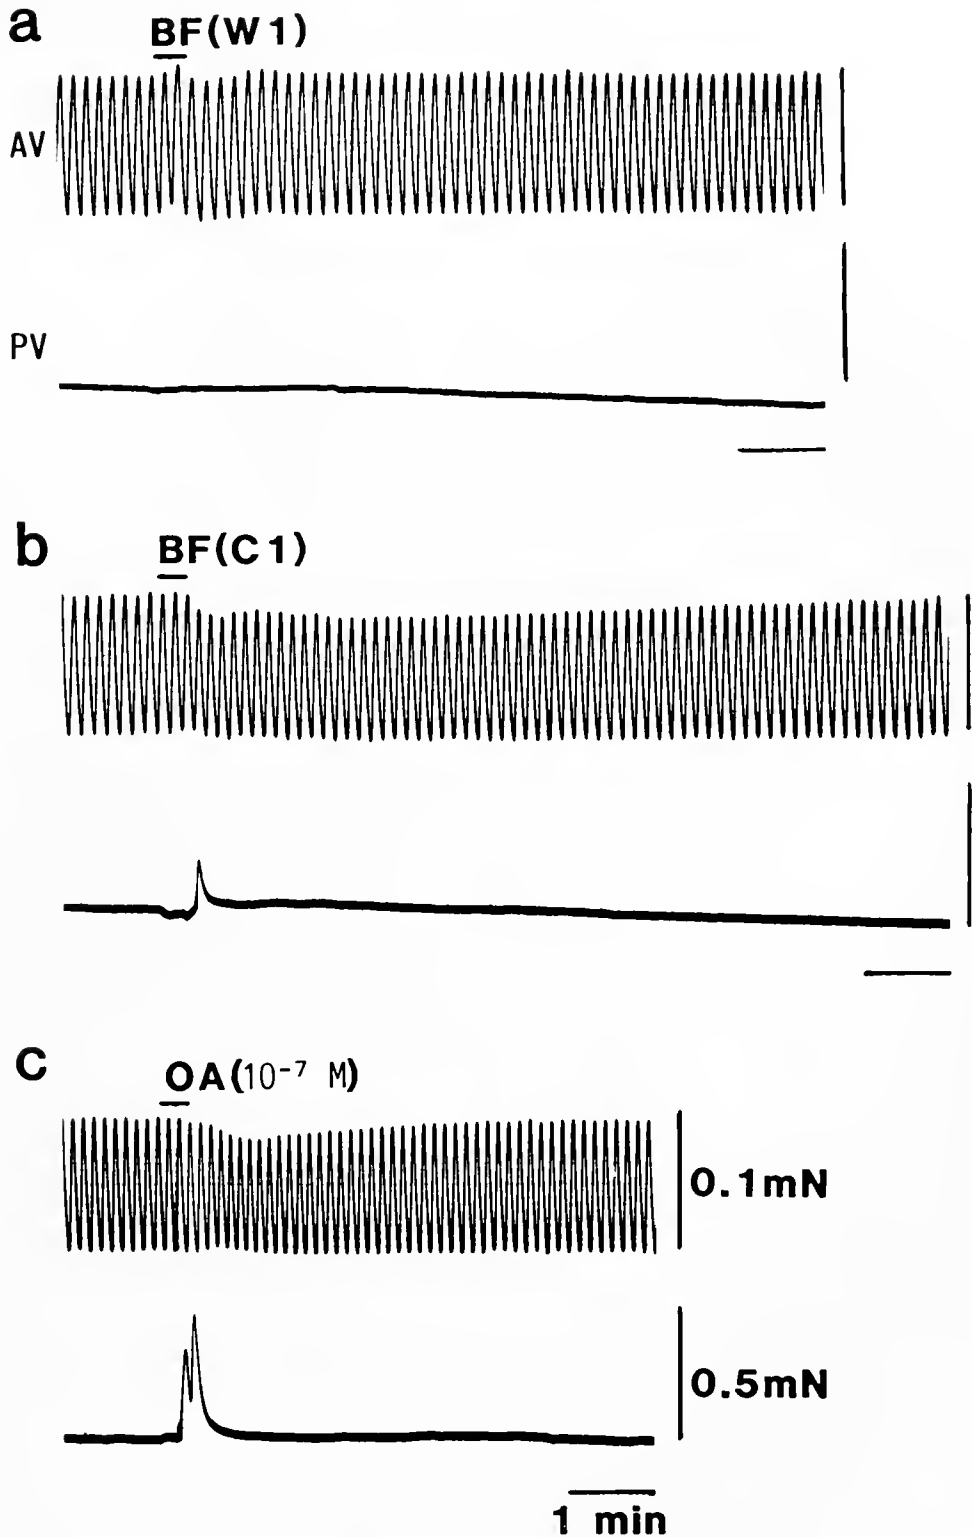 a
BF(W1)
AV
PV
b
BF(C1)
c
OA(10⁻⁷ M)
0.1mN
0.5mN
1 min